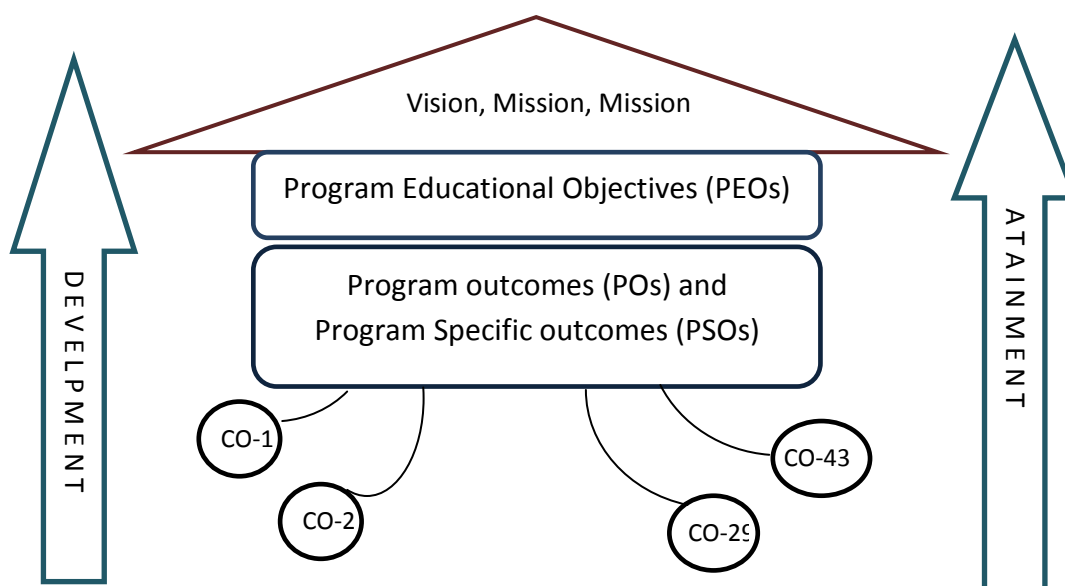 Vision, Mission, Mission
Program Educational Objectives (PEOs)
Program outcomes (POs) and
Program Specific outcomes (PSOs)
DEVELPMENT
ATAINMENT
CO-1
CO-2
CO-29
CO-43